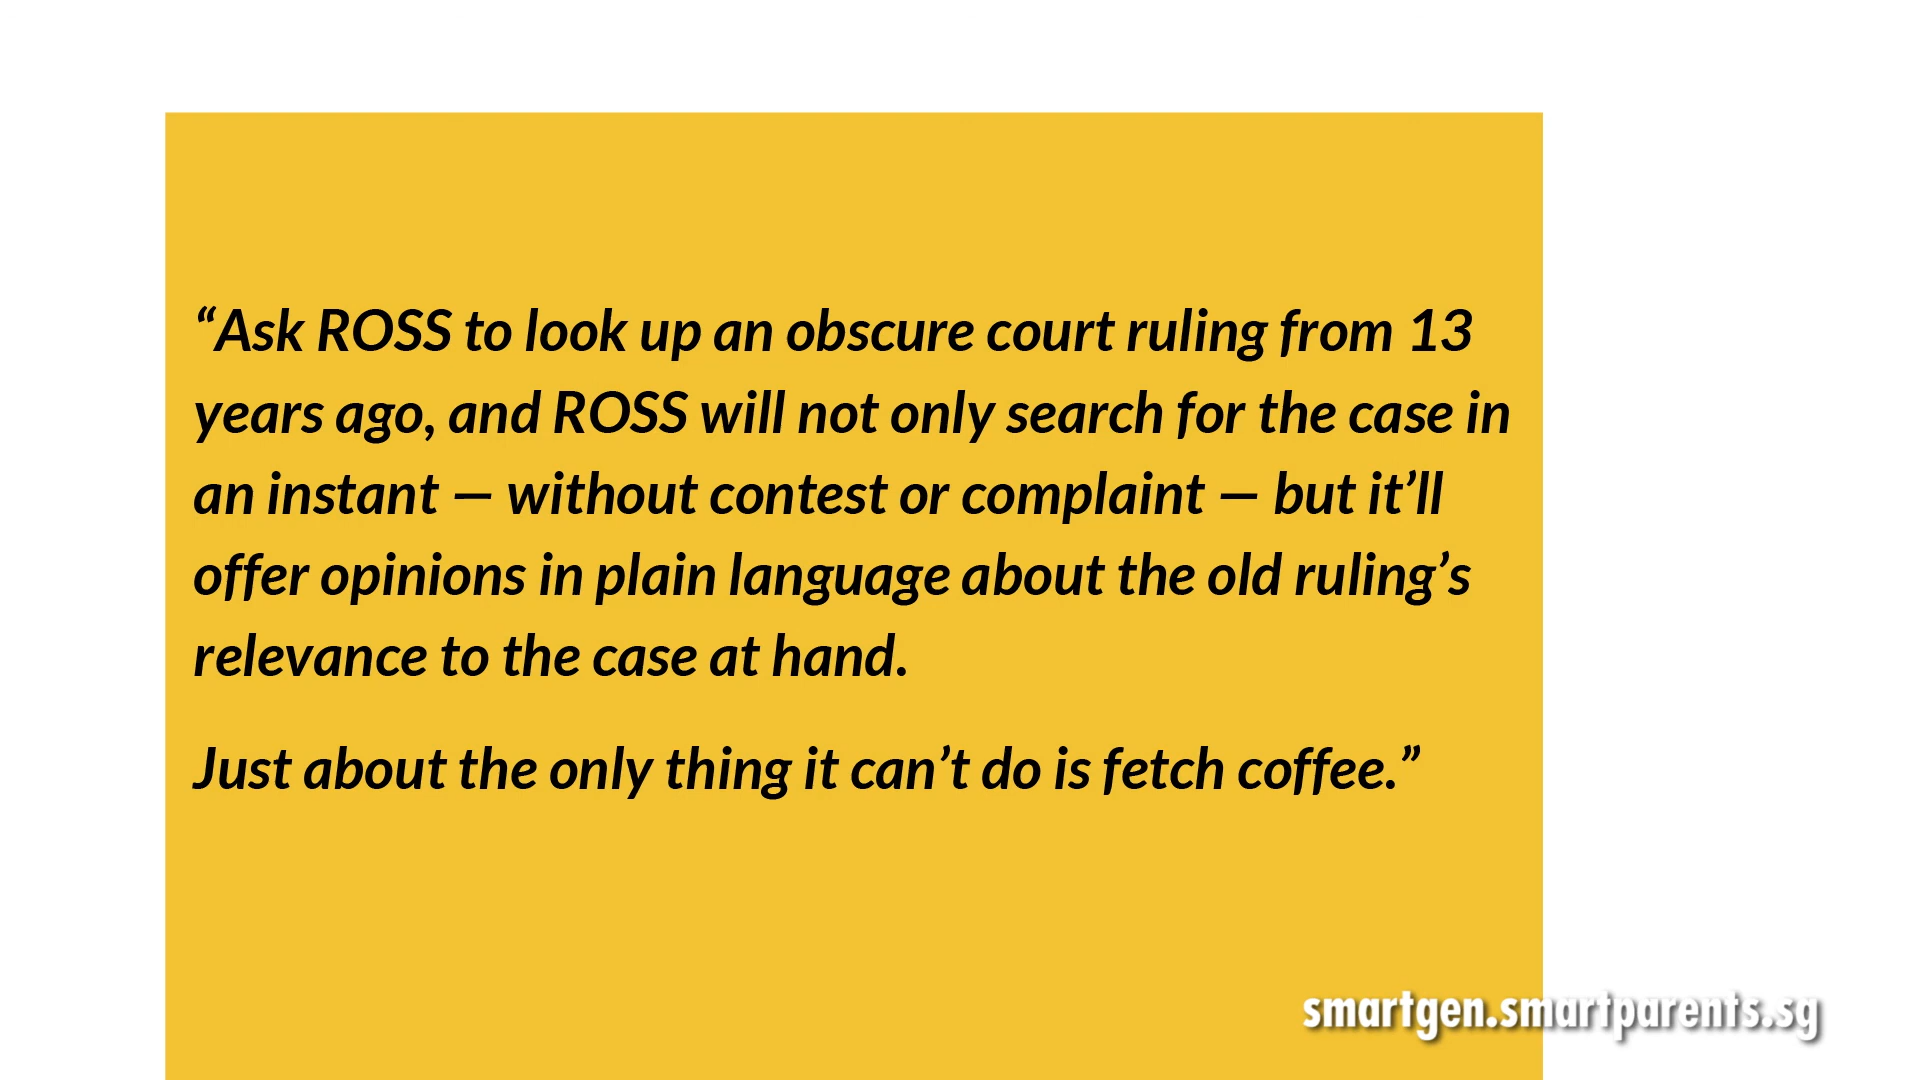 “Ask ROSS to look up an obscure court ruling from 13
years ago, and ROSS will not only search for the case in
an instant — without contest or complaint — but it’ll
offer opinions in plain language about the old ruling’s
relevance to the case at hand.
Just about the only thing it can’t do is fetch coffee.”
smartgen.smartparents.sg